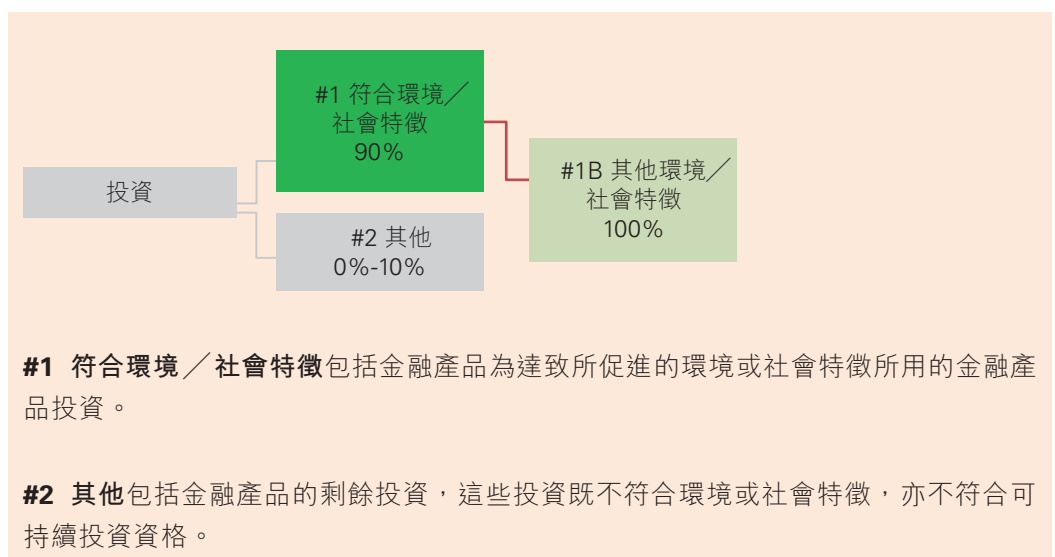 #1 符合環境╱
社會特徵
90%
投資
#1B 其他環境╱
社會特徵
100%
#2 其他
0%-10%
#1 符合環境╱社會特徵包括金融產品為達致所促進的環境或社會特徵所用的金融產
品投資。
#2 其他包括金融產品的剩餘投資，這些投資既不符合環境或社會特徵，亦不符合可
持續投資資格。